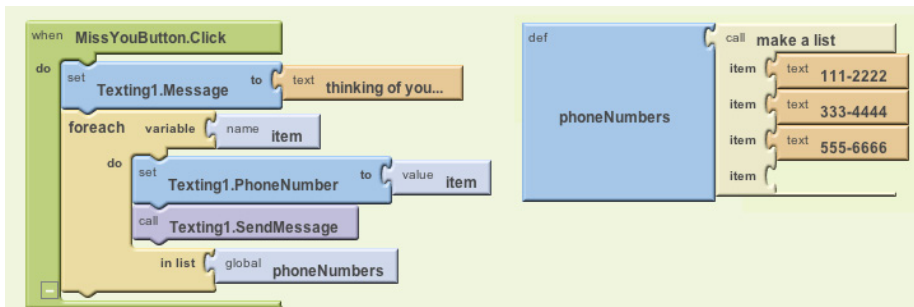 when MissYouButton.Click
do set Texting1.Message to text thinking of you...
foreach variable name item
do set Texting1.PhoneNumber to value item
call Texting1.SendMessage
in list global phoneNumbers
def phoneNumbers call make a list
item text 111-2222
item text 333-4444
item text 555-6666
item